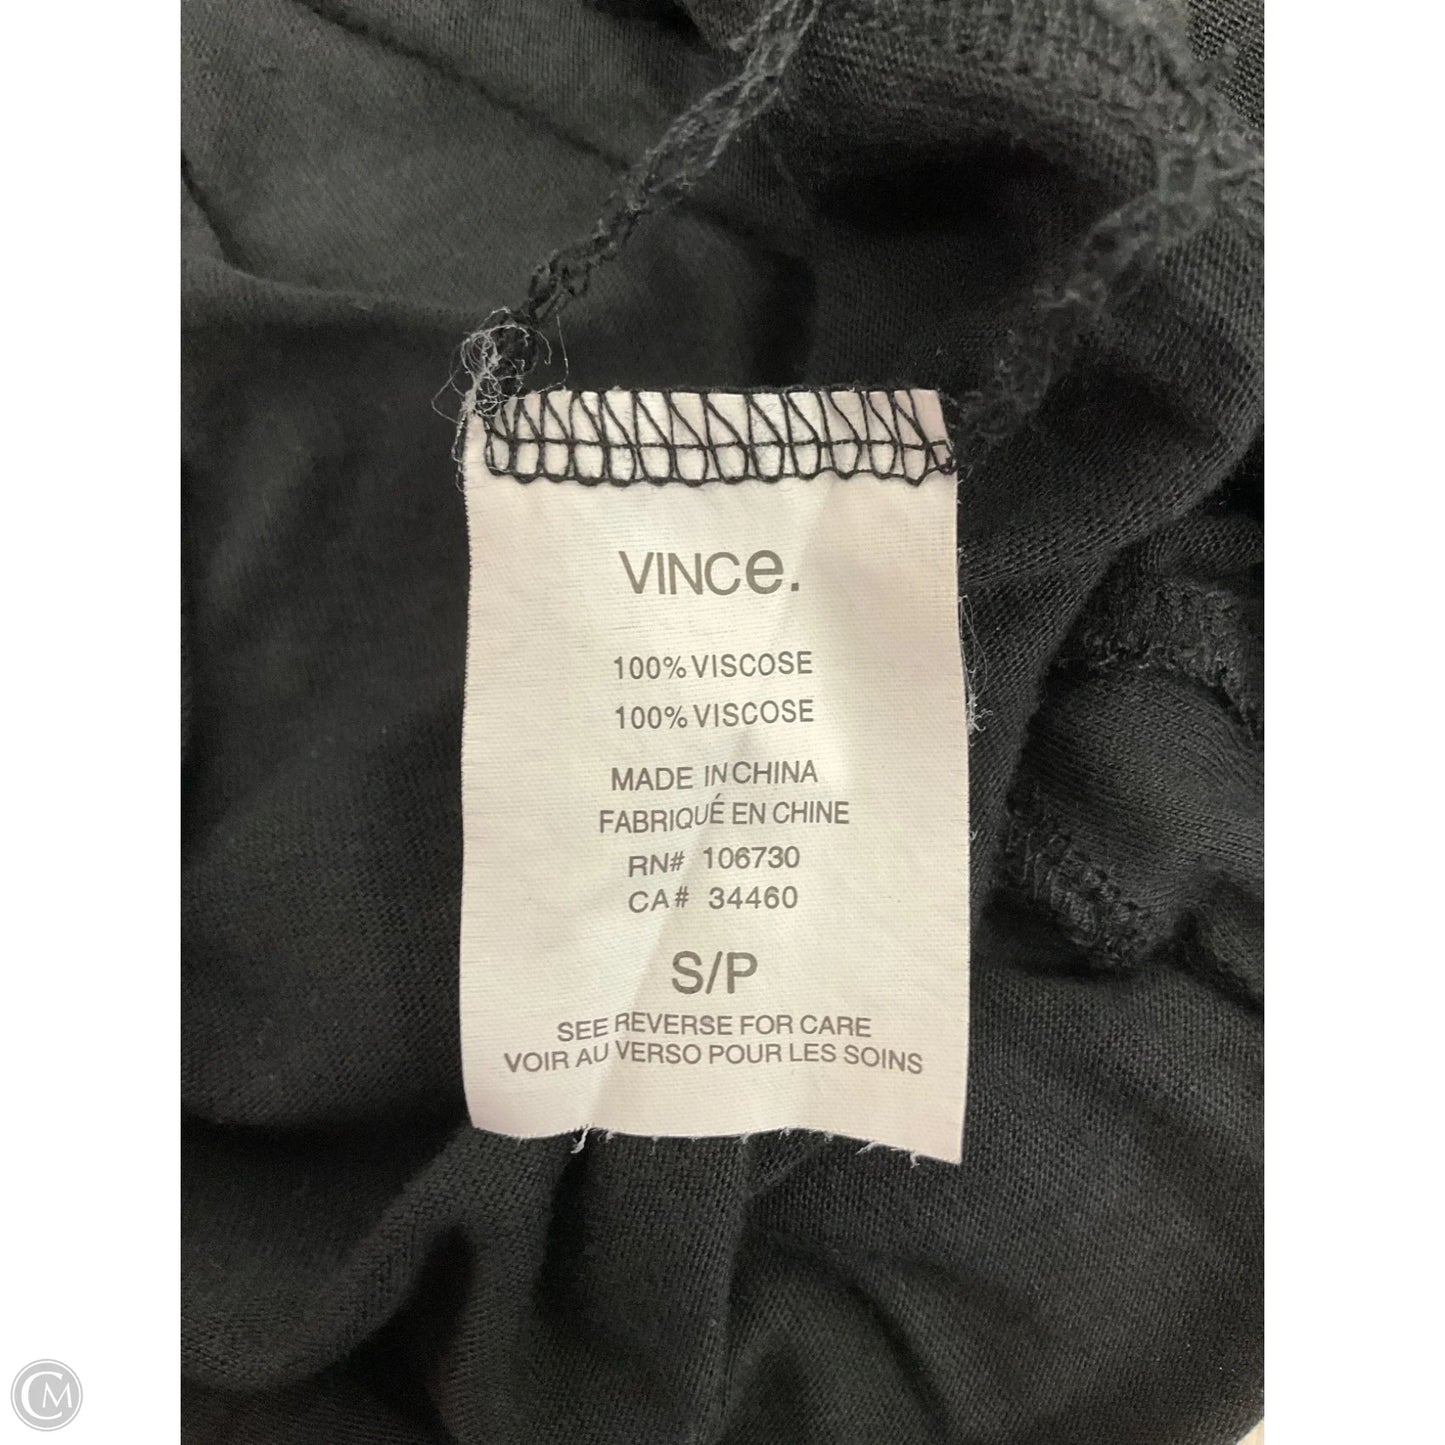 VINCe.
100% VISCOSE
100% VISCOSE
MADE IN CHINA
FABRIQUÉ EN CHINE
RN# 106730
CA# 34460
S/P
SEE REVERSE FOR CARE
VOIR AU VERSO POUR LES SOINS
CM